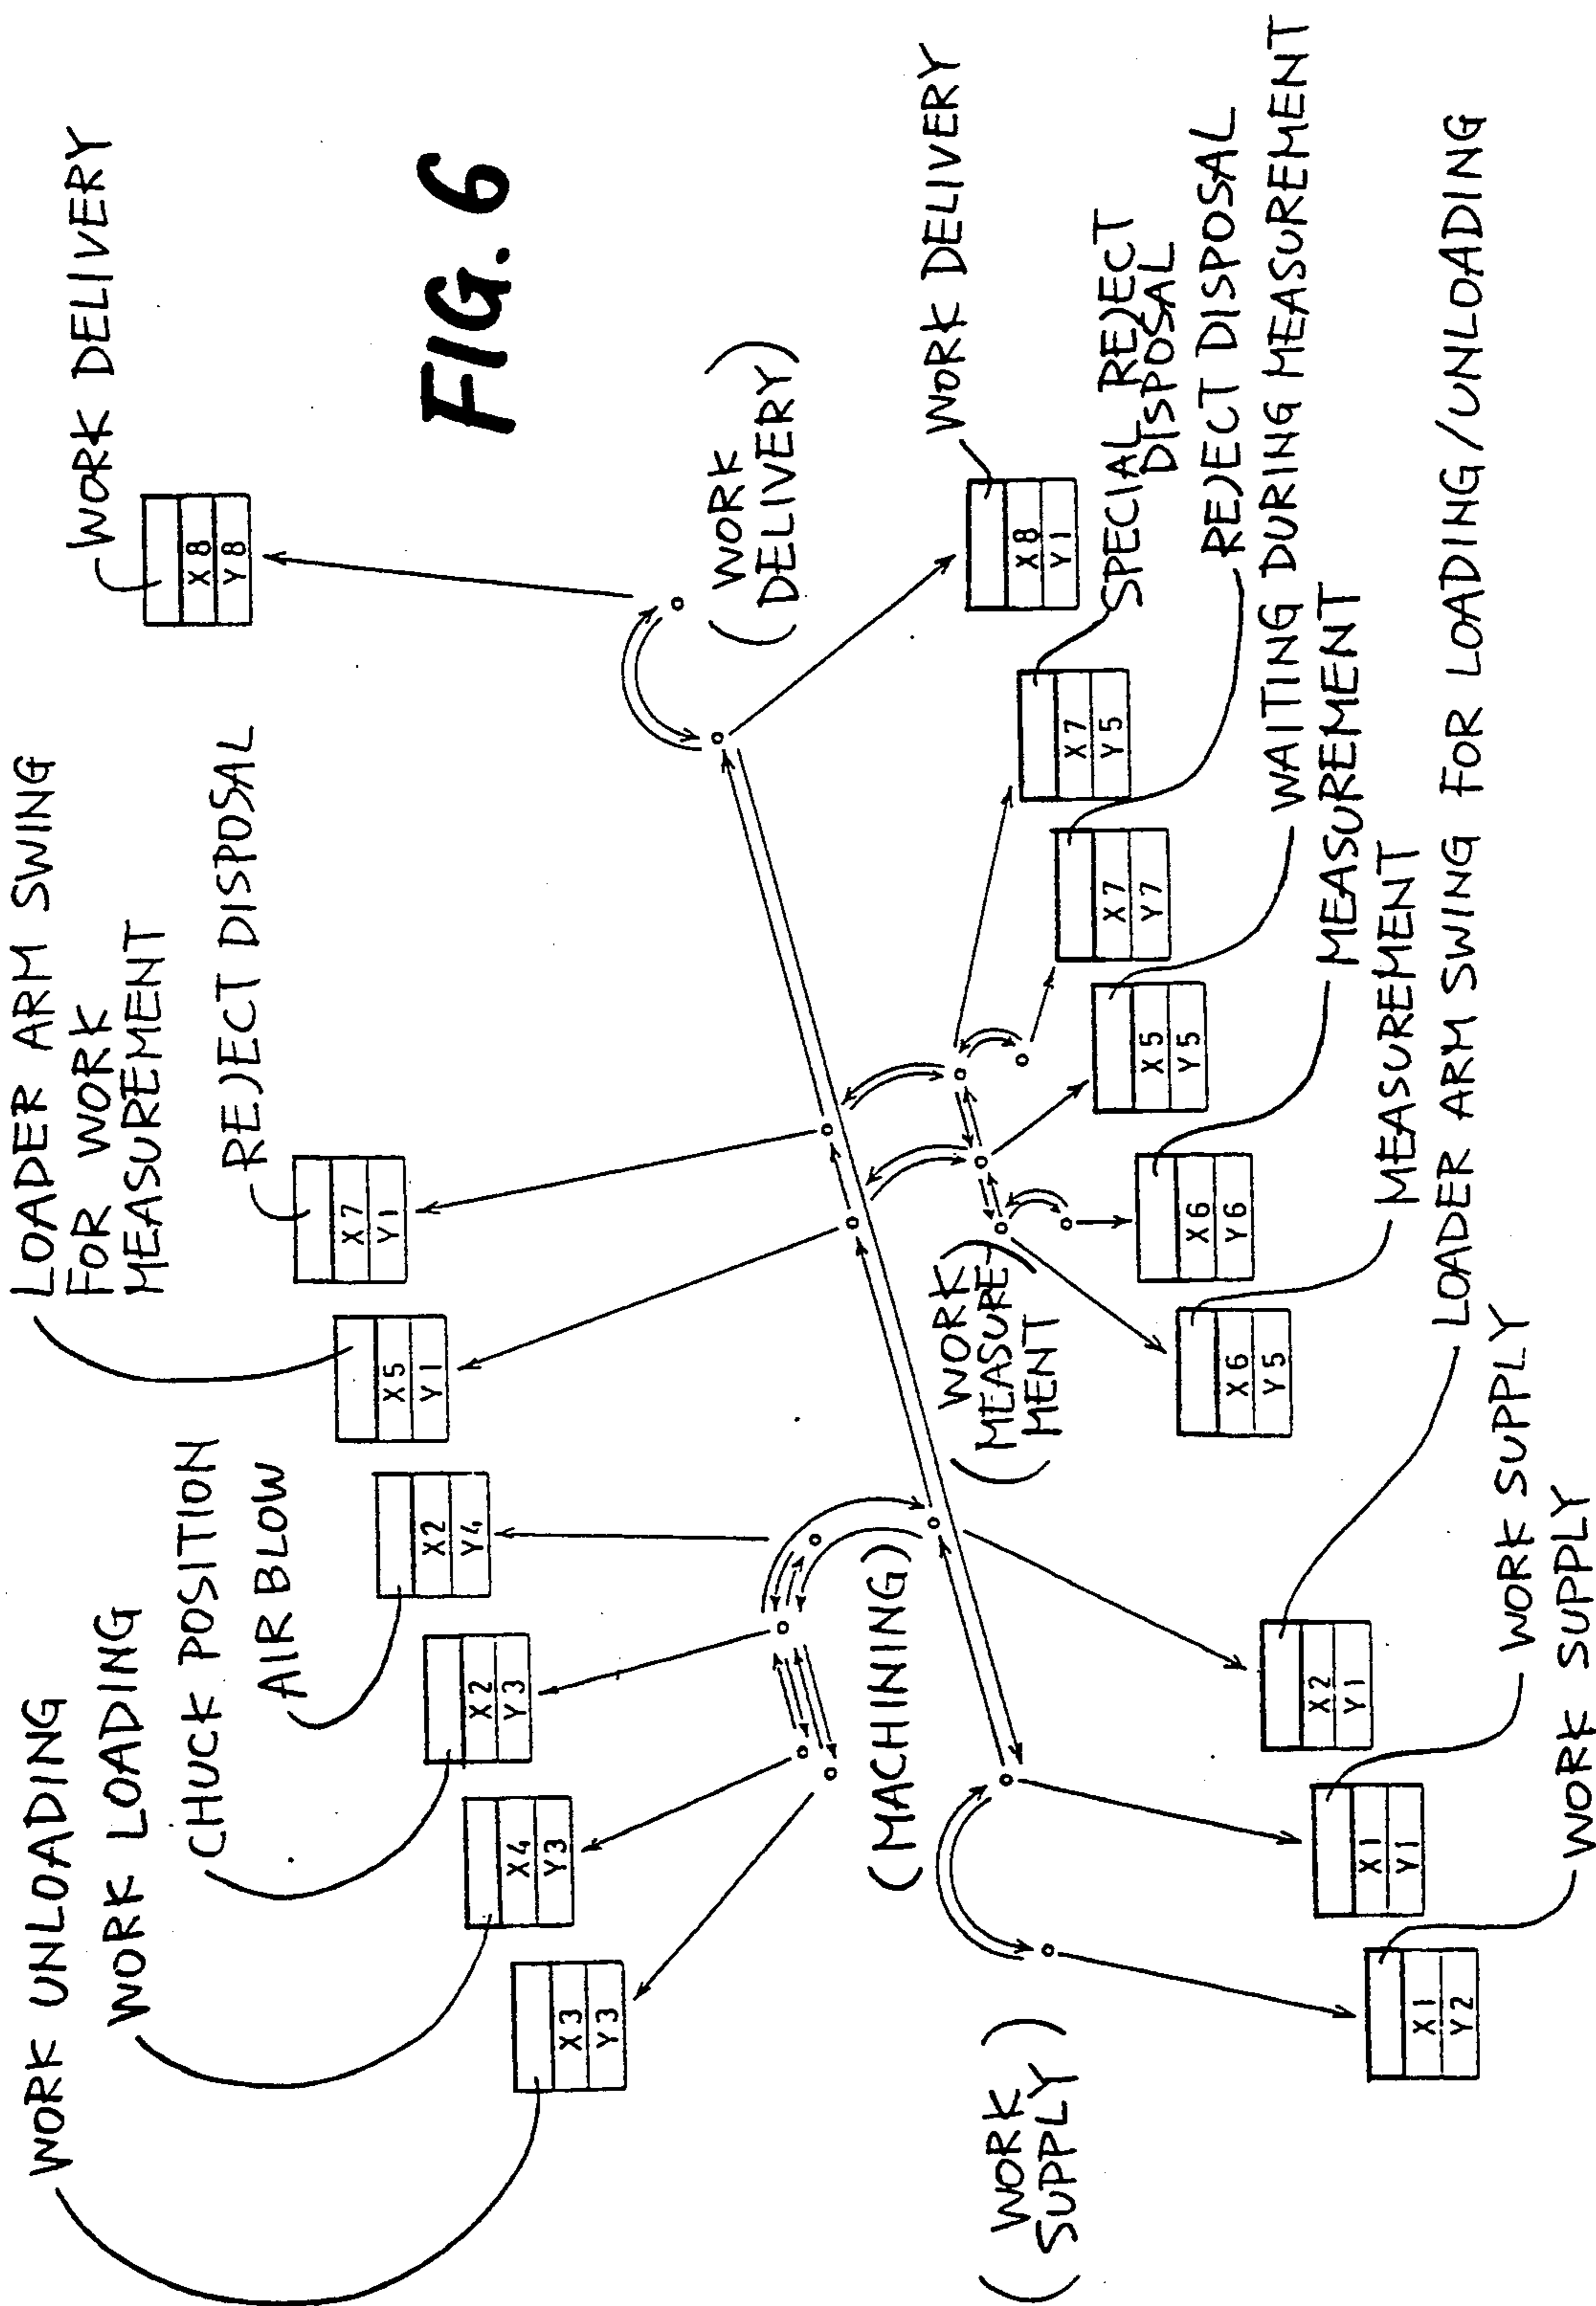 FIG. 6
WORK UNLOADING
WORK LOADING
CHUCK POSITION
AIR BLOW
LOADER ARM SWING
FOR WORK
MEASUREMENT
REJECT DISPOSAL
WORK DELIVERY
X3
Y3
X4
Y3
X2
Y3
X2
Y4
X5
Y1
X7
Y1
X8
Y8
(WORK
SUPPLY)
(MACHINING)
(WORK
MEASURE-
MENT)
(WORK
DELIVERY)
X1
Y2
X1
Y1
X2
Y1
X6
Y5
X6
Y6
X5
Y5
X7
Y7
X7
Y5
X8
Y1
WORK DELIVERY
SPECIAL REJECT
DISPOSAL
REJECT DISPOSAL
WAITING DURING MEASUREMENT
MEASUREMENT
MEASUREMENT
LOADER ARM SWING FOR LOADING/UNLOADING
WORK SUPPLY
WORK SUPPLY